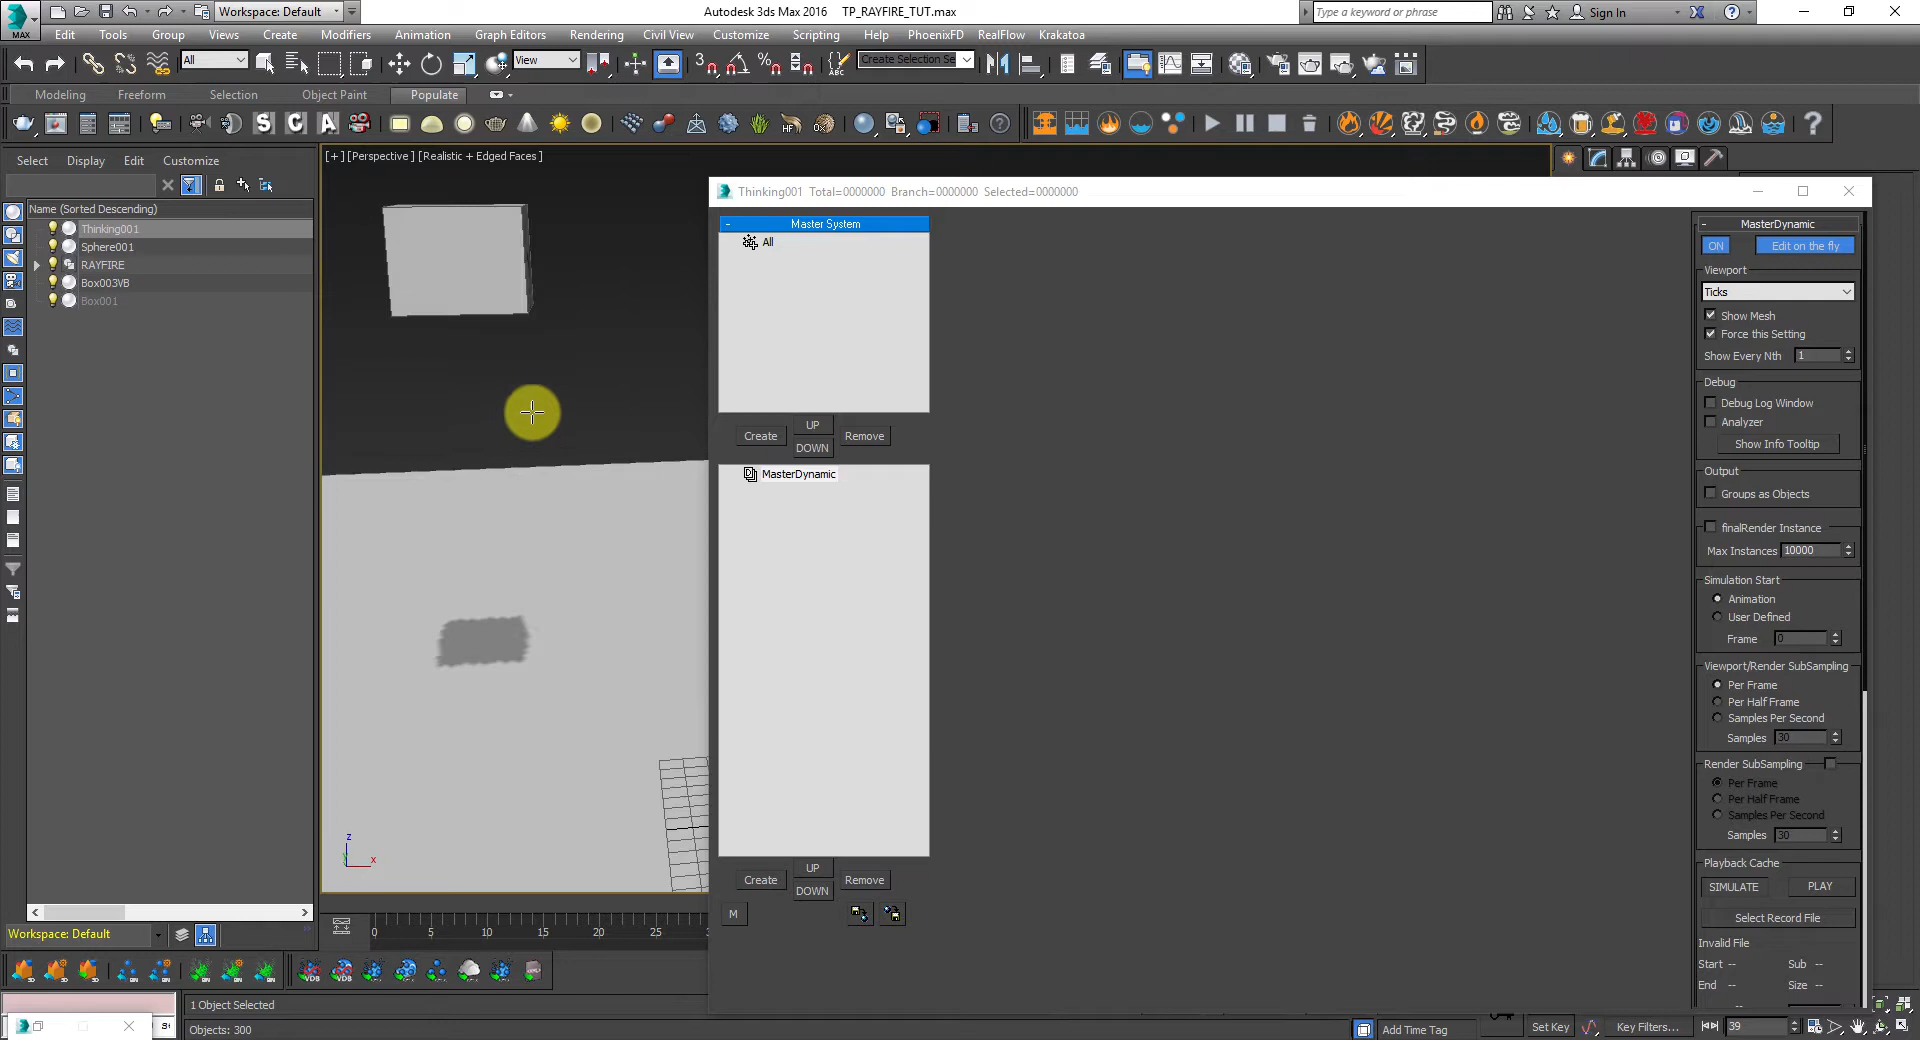 MAX
Workspace: Default
Autodesk 3ds Max 2016 TP_RAYFIRE_TUT.max
Type a keyword or phrase
Sign In
Edit Tools Group Views Create Modifiers Animation Graph Editors Rendering Civil View Customize Scripting Help PhoenixFD RealFlow Krakatoa
All
View
3
ABC
Create Selection Se
Modeling Freeform Selection Object Paint Populate
S C A HF
Select Display Edit Customize
[+] [Perspective] [Realistic + Edged Faces]
Name (Sorted Descending)
Thinking001
Sphere001
RAYFIRE
Box003VB
Box001
Thinking001 Total=0000000 Branch=0000000 Selected=0000000
Master System
All
Create
UP
DOWN
Remove
MasterDynamic
Create
UP
DOWN
Remove
M
MasterDynamic
ON Edit on the fly
Viewport
Ticks
Show Mesh
Force this Setting
Show Every Nth 1
Debug
Debug Log Window
Analyzer
Show Info Tooltip
Output
Groups as Objects
finalRender Instance
Max Instances 10000
Simulation Start
Animation
User Defined
Frame 0
Viewport/Render SubSampling
Per Frame
Per Half Frame
Samples Per Second
Samples 30
Render SubSampling
Per Frame
Per Half Frame
Samples Per Second
Samples 30
Playback Cache
SIMULATE PLAY
Select Record File
Invalid File
Start -- Sub --
End -- Size --
z
x
0 5 10 15 20 25
Workspace: Default
VDB VDB
1 Object Selected
Objects: 300
Add Time Tag
Set Key Key Filters...
39